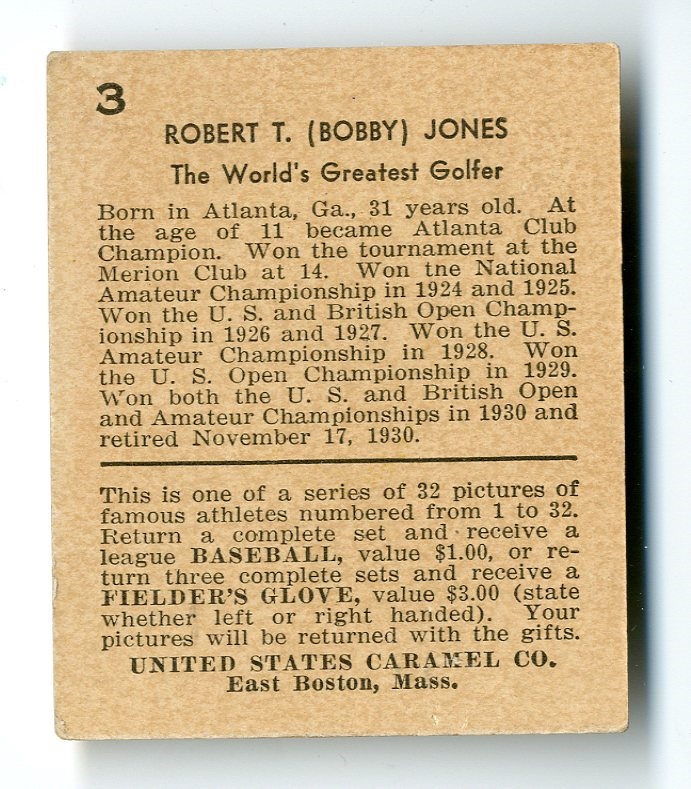 3
ROBERT T. (BOBBY) JONES
The World's Greatest Golfer
Born in Atlanta, Ga., 31 years old. At
the age of 11 became Atlanta Club
Champion. Won the tournament at the
Merion Club at 14. Won tne National
Amateur Championship in 1924 and 1925.
Won the U. S. and British Open Champ-
ionship in 1926 and 1927. Won the U. S.
Amateur Championship in 1928. Won
the U. S. Open Championship in 1929.
Won both the U. S. and British Open
and Amateur Championships in 1930 and
retired November 17, 1930.
This is one of a series of 32 pictures of
famous athletes numbered from 1 to 32.
Return a complete set and receive a
league BASEBALL, value $1.00, or re-
turn three complete sets and receive a
FIELDER'S GLOVE, value $3.00 (state
whether left or right handed). Your
pictures will be returned with the gifts.
UNITED STATES CARAMEL CO.
East Boston, Mass.